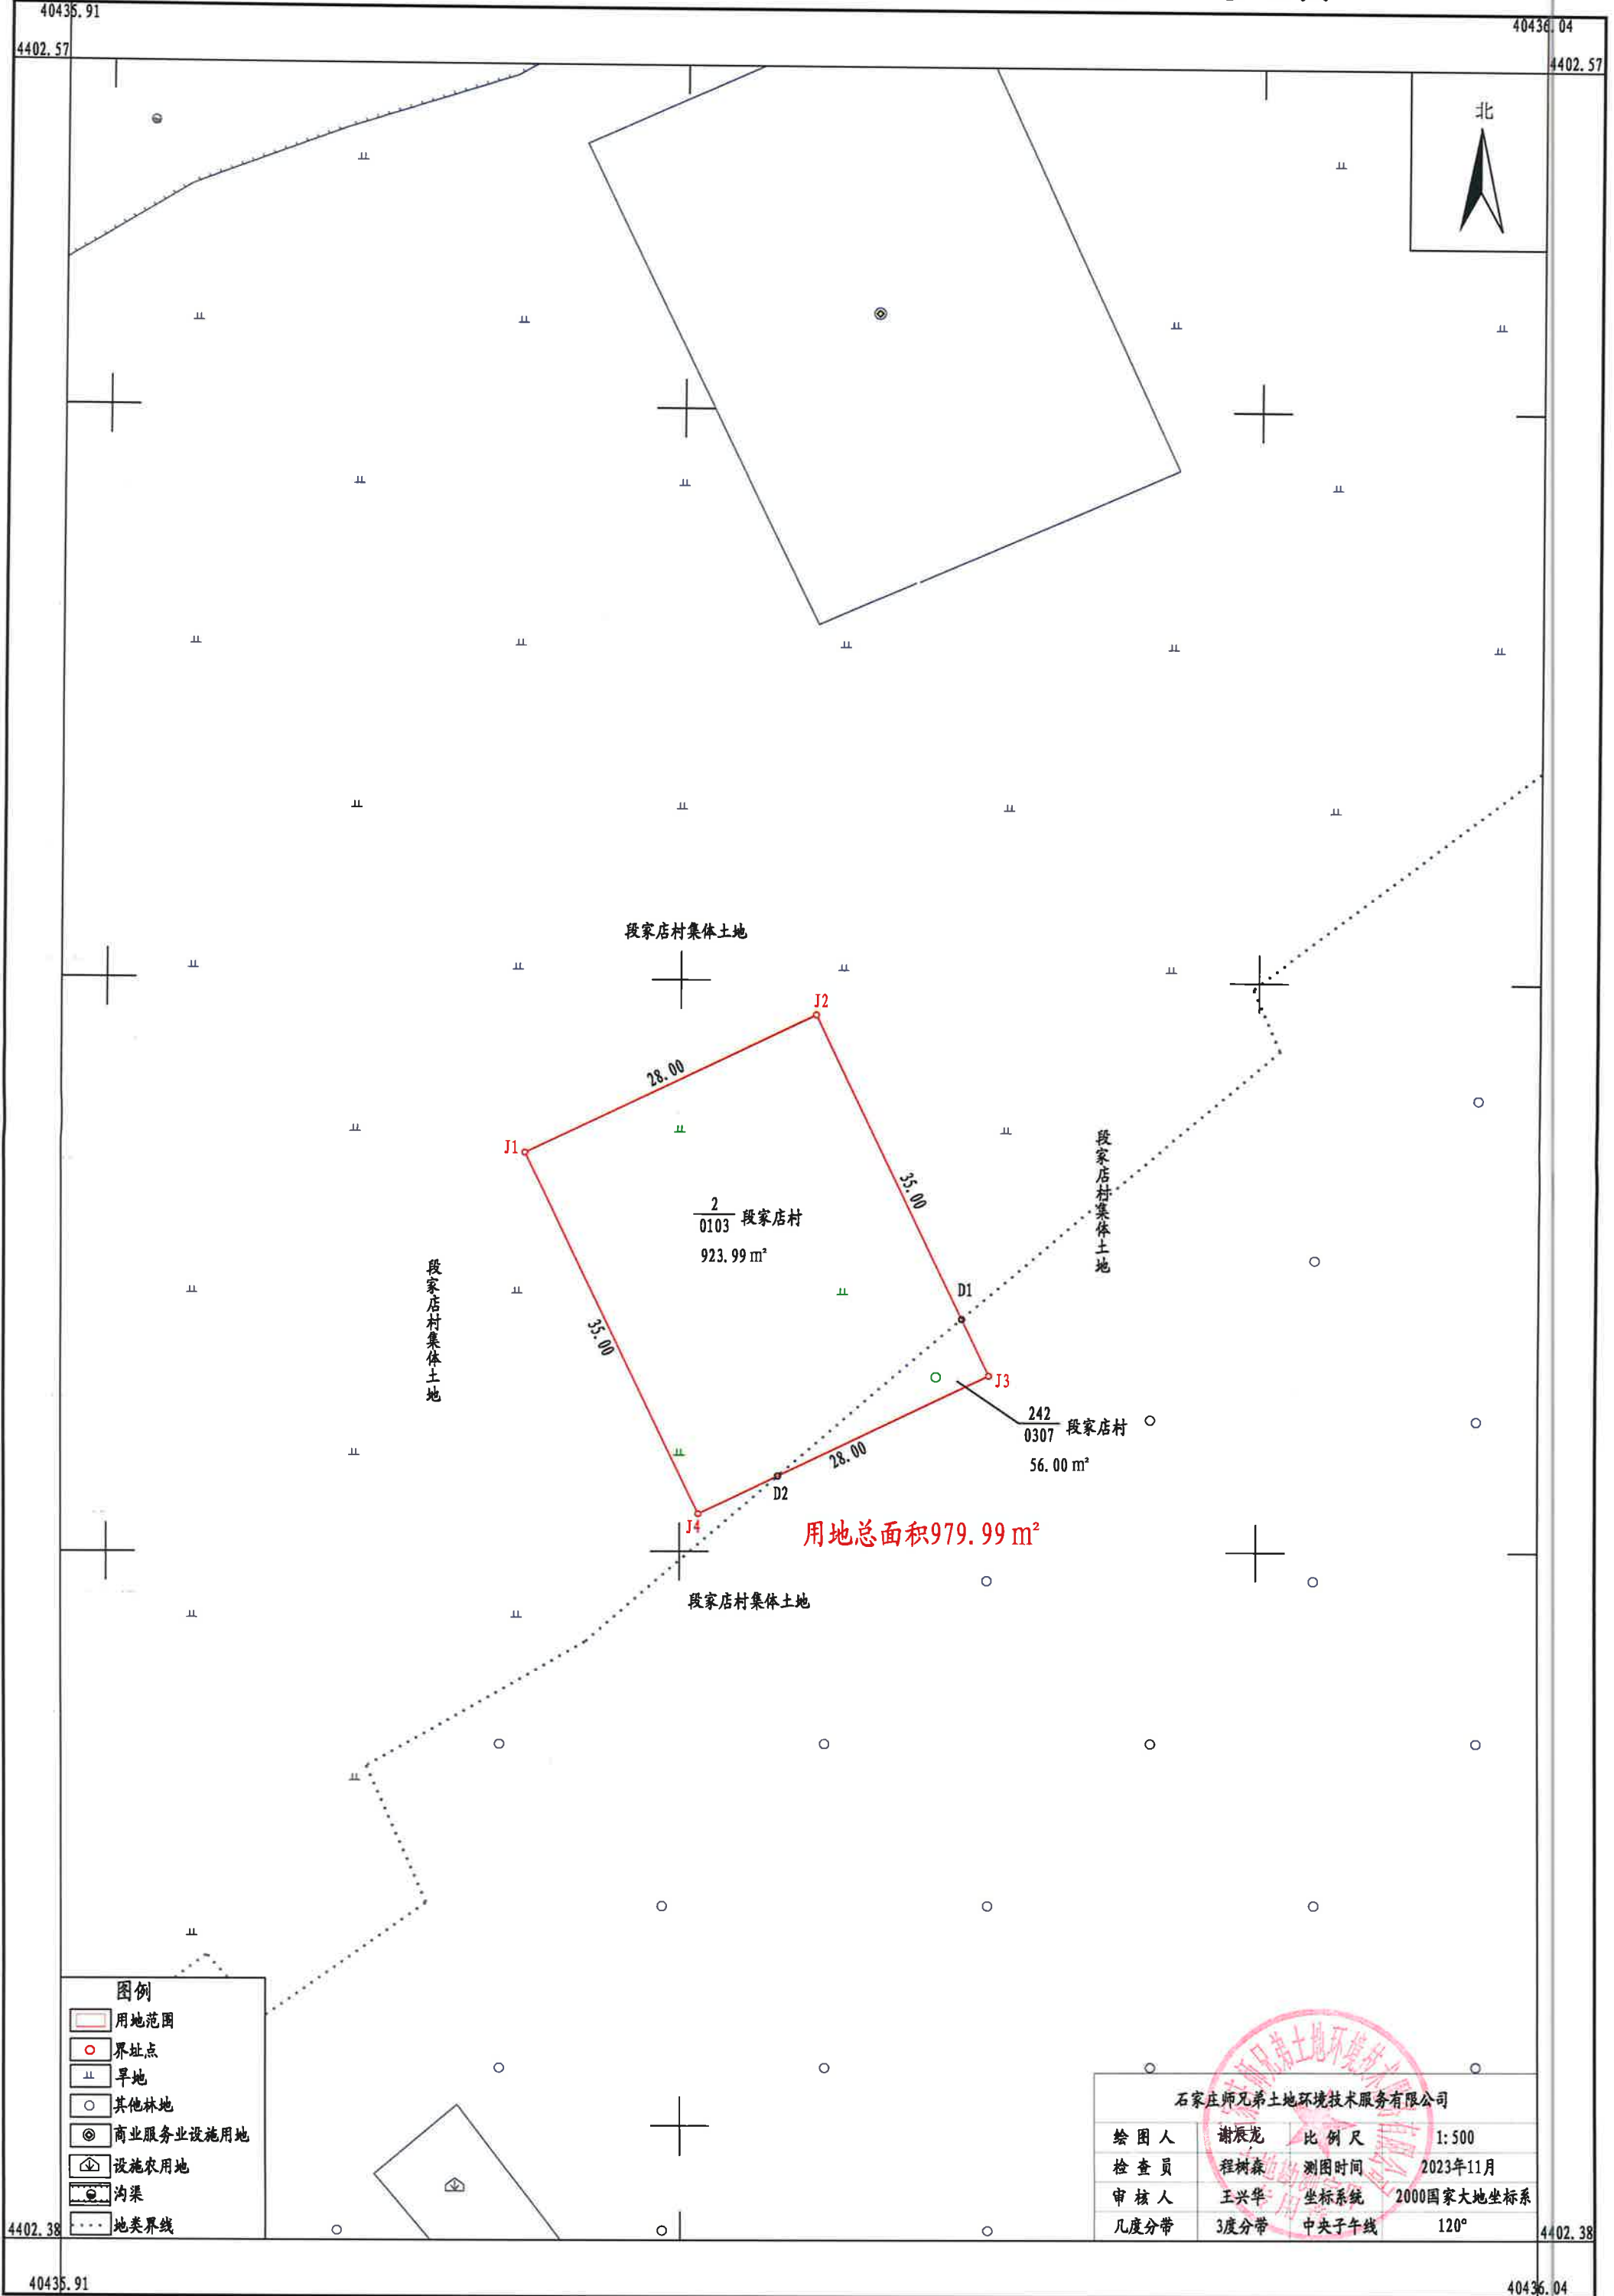 40435.91
40436.04
4402.57
4402.57
北
段家店村集体土地
J2
28.00
J1
段家店村集体土地
35.00
2
0103
段家店村
923.99㎡
段家店村集体土地
D1
35.00
J3
242
0307
段家店村
56.00㎡
28.00
D2
J4
用地总面积979.99㎡
段家店村集体土地
图例
用地范围
界址点
旱地
其他林地
商业服务业设施用地
设施农用地
沟渠
地类界线
石家庄师兄弟土地环境技术服务有限公司
绘图人 谢辰龙 比例尺 1:500
检查员 程树森 测图时间 2023年11月
审核人 王兴华 坐标系统 2000国家大地坐标系
几度分带 3度分带 中央子午线 120°
4402.38
4402.38
40435.91
40436.04